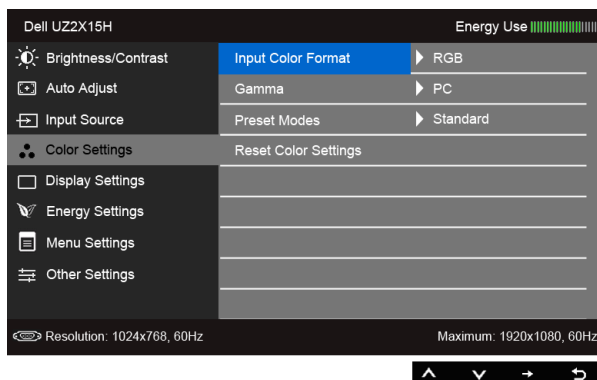 Dell UZ2X15H Energy Use
Brightness/Contrast Input Color Format RGB
Auto Adjust Gamma PC
Input Source Preset Modes Standard
Color Settings Reset Color Settings
Display Settings
Energy Settings
Menu Settings
Other Settings
Resolution: 1024x768, 60Hz Maximum: 1920x1080, 60Hz